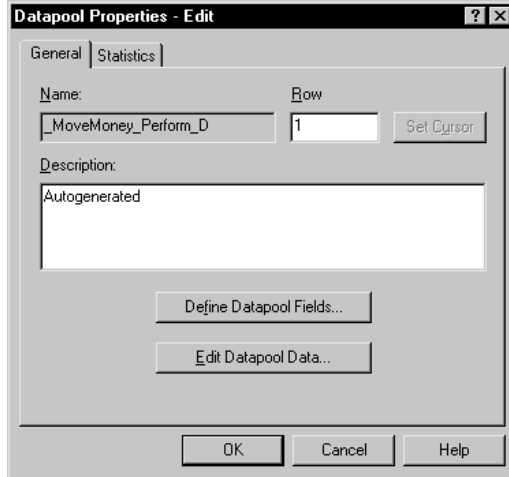 Datapool Properties - Edit
General Statistics
Name: Row
_MoveMoney_Perform_D 1 Set Cursor
Description:
Autogenerated
Define Datapool Fields...
Edit Datapool Data...
OK Cancel Help